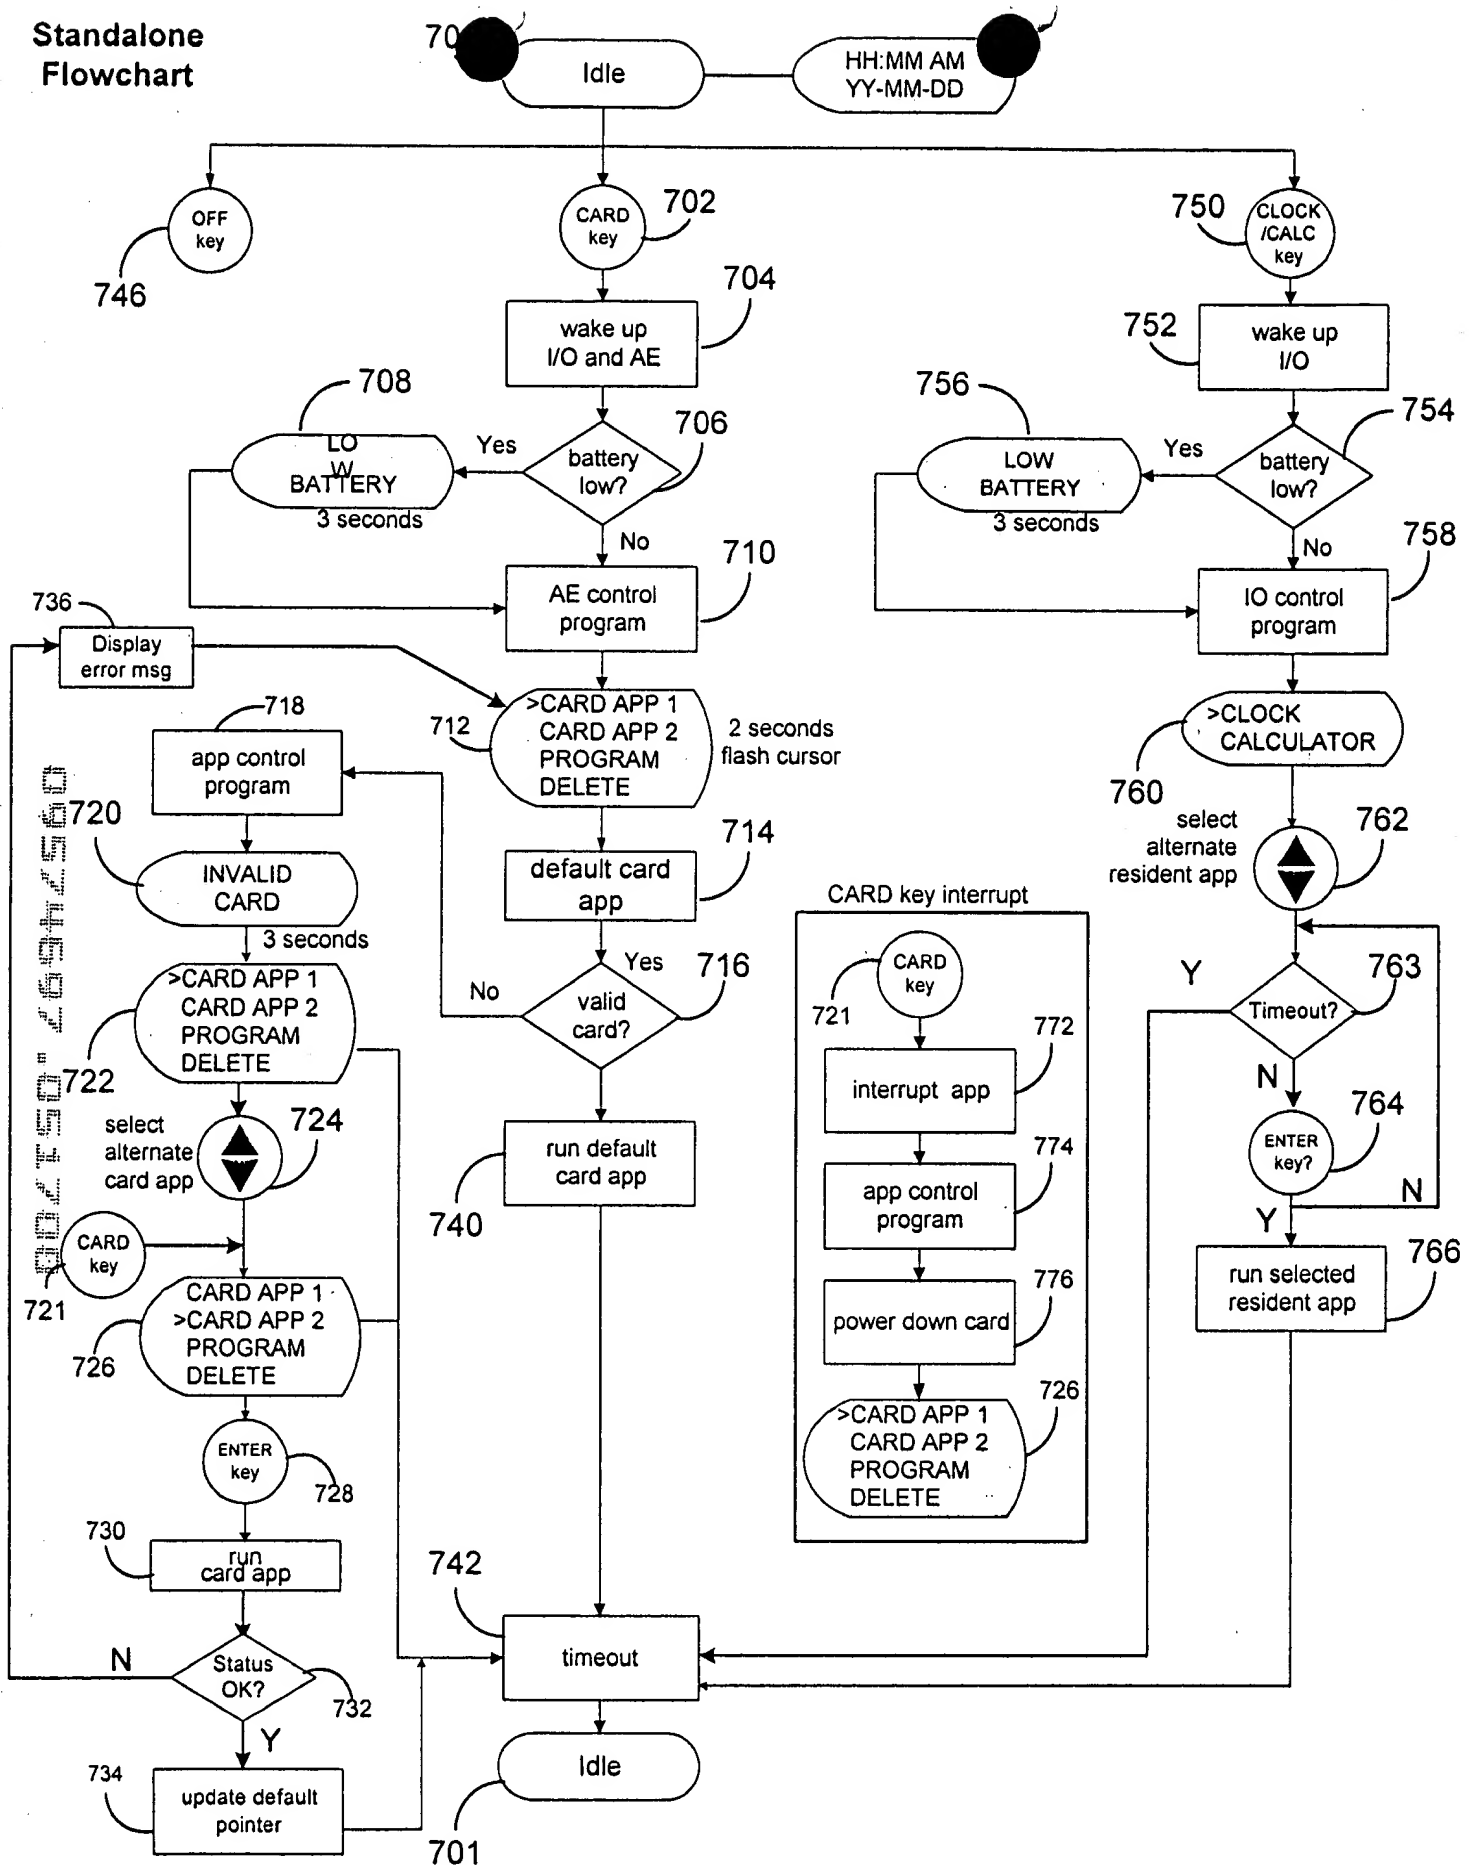 Standalone
Flowchart
70
Idle
HH:MM AM
YY-MM-DD
OFF
key
746
CARD
key
702
750
CLOCK
/CALC
key
704
wake up
I/O and AE
752
wake up
I/O
708
LO
W
BATTERY
3 seconds
Yes
706
battery
low?
No
756
LOW
BATTERY
3 seconds
Yes
754
battery
low?
No
710
AE control
program
758
IO control
program
736
Display
error msg
712
>CARD APP 1
CARD APP 2
PROGRAM
DELETE
2 seconds
flash cursor
>CLOCK
CALCULATOR
760
718
app control
program
720
INVALID
CARD
3 seconds
714
default card
app
select
alternate
resident app
762
Yes
716
valid
card?
No
CARD key interrupt
CARD
key
721
772
interrupt app
774
app control
program
776
power down card
726
>CARD APP 1
CARD APP 2
PROGRAM
DELETE
Y
763
Timeout?
N
764
ENTER
key?
N
Y
766
run selected
resident app
>CARD APP 1
CARD APP 2
PROGRAM
DELETE
722
select
alternate
card app
724
CARD
key
721
CARD APP 1
>CARD APP 2
PROGRAM
DELETE
726
run default
card app
740
ENTER
key
728
730
run
card app
N
Status
OK?
732
Y
734
update default
pointer
742
timeout
Idle
701